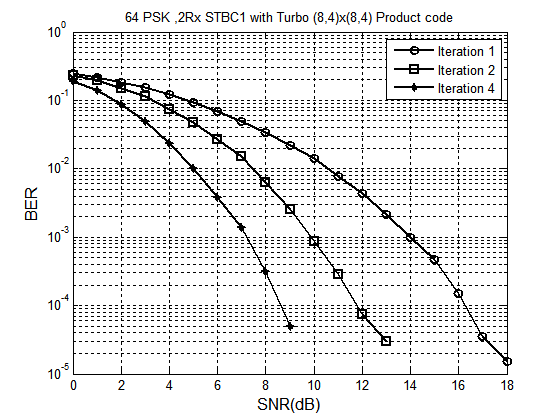 64 PSK ,2Rx STBC1 with Turbo (8,4)x(8,4) Product code
Iteration 1
Iteration 2
Iteration 4
BER
10^0
10^-1
10^-2
10^-3
10^-4
10^-5
0 2 4 6 8 10 12 14 16 18
SNR(dB)